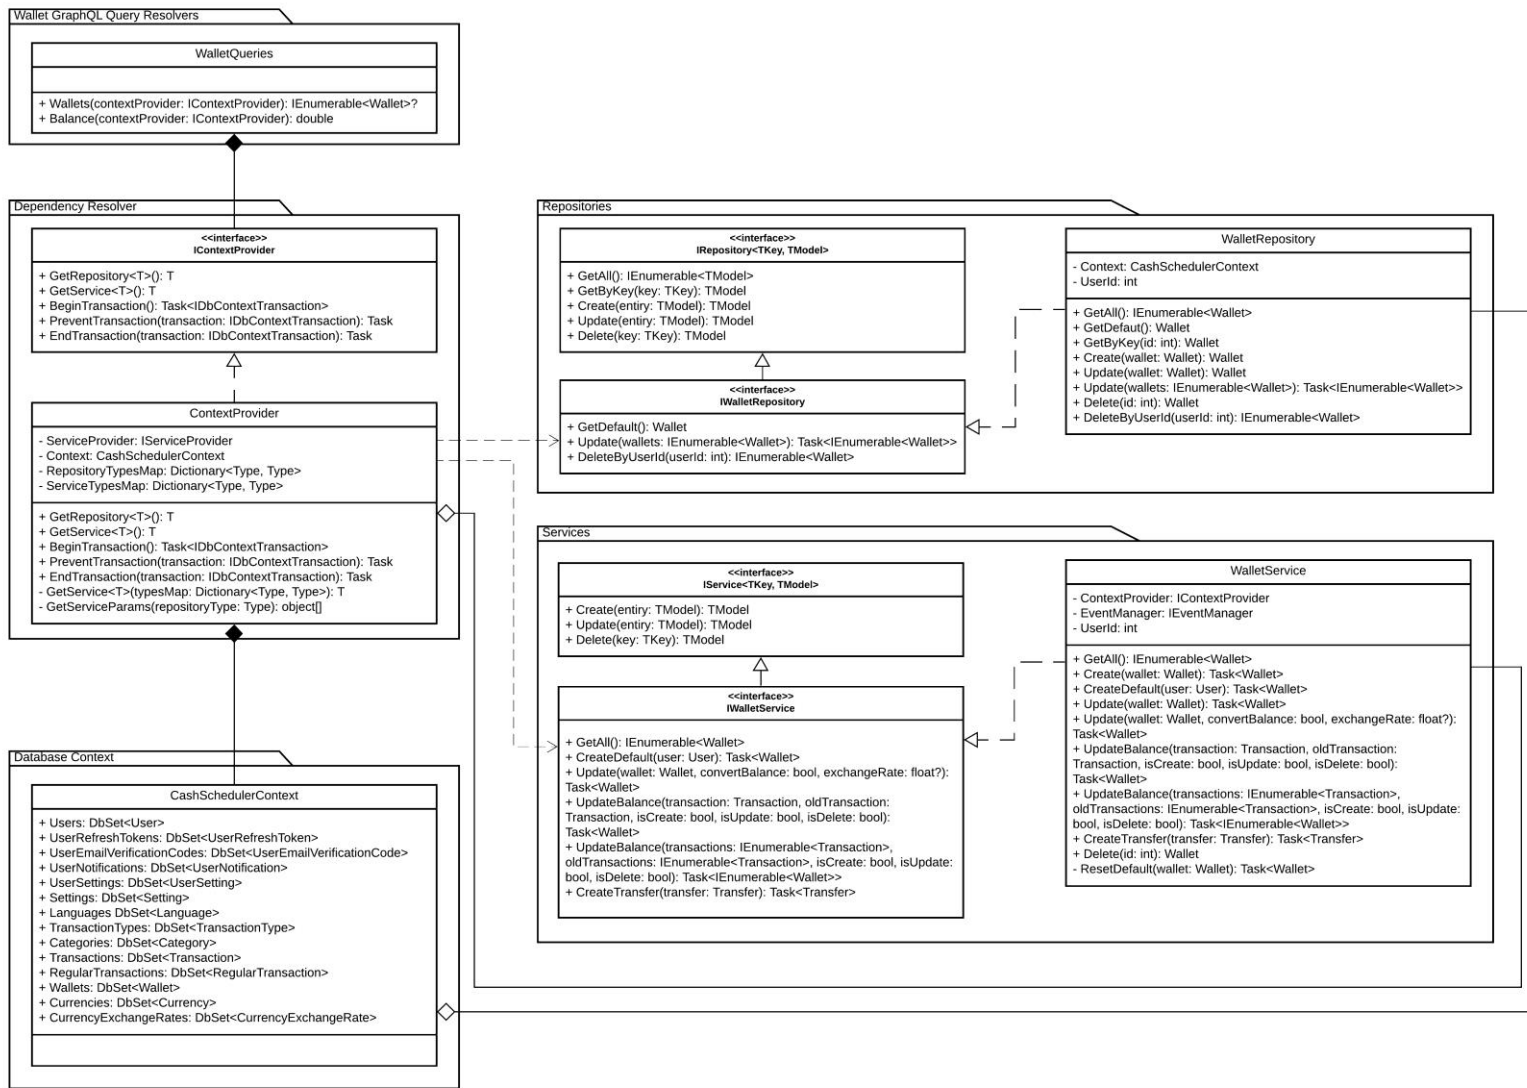 Wallet GraphQL Query Resolvers
WalletQueries
+ Wallets(contextProvider: IContextProvider): IEnumerable<Wallet>?
+ Balance(contextProvider: IContextProvider): double
Dependency Resolver
<<interface>>
IContextProvider
+ GetRepository<T>(): T
+ GetService<T>(): T
+ BeginTransaction(): Task<IDbContextTransaction>
+ PreventTransaction(transaction: IDbContextTransaction): Task
+ EndTransaction(transaction: IDbContextTransaction): Task
ContextProvider
- ServiceProvider: IServiceProvider
- Context: CashSchedulerContext
- RepositoryTypesMap: Dictionary<Type, Type>
- ServiceTypesMap: Dictionary<Type, Type>
+ GetRepository<T>(): T
+ GetService<T>(): T
+ BeginTransaction(): Task<IDbContextTransaction>
+ PreventTransaction(transaction: IDbContextTransaction): Task
+ EndTransaction(transaction: IDbContextTransaction): Task
- GetService<T>(typesMap: Dictionary<Type, Type>): T
- GetServiceParams(repositoryType: Type): object[]
Database Context
CashSchedulerContext
+ Users: DbSet<User>
+ UserRefreshTokens: DbSet<UserRefreshToken>
+ UserEmailVerificationCodes: DbSet<UserEmailVerificationCode>
+ UserNotifications: DbSet<UserNotification>
+ UserSettings: DbSet<UserSetting>
+ Settings: DbSet<Setting>
+ Languages DbSet<Language>
+ TransactionTypes: DbSet<TransactionType>
+ Categories: DbSet<Category>
+ Transactions: DbSet<Transaction>
+ RegularTransactions: DbSet<RegularTransaction>
+ Wallets: DbSet<Wallet>
+ Currencies: DbSet<Currency>
+ CurrencyExchangeRates: DbSet<CurrencyExchangeRate>
Repositories
<<interface>>
IRepository<TKey, TModel>
+ GetAll(): IEnumerable<TModel>
+ GetByKey(key: TKey): TModel
+ Create(entiry: TModel): TModel
+ Update(entiry: TModel): TModel
+ Delete(key: TKey): TModel
<<interface>>
IWalletRepository
+ GetDefault(): Wallet
+ Update(wallets: IEnumerable<Wallet>): Task<IEnumerable<Wallet>>
+ DeleteByUserId(userId: int): IEnumerable<Wallet>
WalletRepository
- Context: CashSchedulerContext
- UserId: int
+ GetAll(): IEnumerable<Wallet>
+ GetDefaut(): Wallet
+ GetByKey(id: int): Wallet
+ Create(wallet: Wallet): Wallet
+ Update(wallet: Wallet): Wallet
+ Update(wallets: IEnumerable<Wallet>): Task<IEnumerable<Wallet>>
+ Delete(id: int): Wallet
+ DeleteByUserId(userId: int): IEnumerable<Wallet>
Services
<<interface>>
IService<TKey, TModel>
+ Create(entiry: TModel): TModel
+ Update(entiry: TModel): TModel
+ Delete(key: TKey): TModel
<<interface>>
IWalletService
+ GetAll(): IEnumerable<Wallet>
+ CreateDefault(user: User): Task<Wallet>
+ Update(wallet: Wallet, convertBalance: bool, exchangeRate: float?):
Task<Wallet>
+ UpdateBalance(transaction: Transaction, oldTransaction:
Transaction, isCreate: bool, isUpdate: bool, isDelete: bool):
Task<Wallet>
+ UpdateBalance(transactions: IEnumerable<Transaction>,
oldTransactions: IEnumerable<Transaction>, isCreate: bool, isUpdate:
bool, isDelete: bool): Task<IEnumerable<Wallet>>
+ CreateTransfer(transfer: Transfer): Task<Transfer>
WalletService
- ContextProvider: IContextProvider
- EventManager: IEventManager
- UserId: int
+ GetAll(): IEnumerable<Wallet>
+ Create(wallet: Wallet): Task<Wallet>
+ CreateDefault(user: User): Task<Wallet>
+ Update(wallet: Wallet): Task<Wallet>
+ Update(wallet: Wallet, convertBalance: bool, exchangeRate: float?):
Task<Wallet>
+ UpdateBalance(transaction: Transaction, oldTransaction:
Transaction, isCreate: bool, isUpdate: bool, isDelete: bool):
Task<Wallet>
+ UpdateBalance(transactions: IEnumerable<Transaction>,
oldTransactions: IEnumerable<Transaction>, isCreate: bool, isUpdate:
bool, isDelete: bool): Task<IEnumerable<Wallet>>
+ CreateTransfer(transfer: Transfer): Task<Transfer>
+ Delete(id: int): Wallet
- ResetDefault(wallet: Wallet): Task<Wallet>